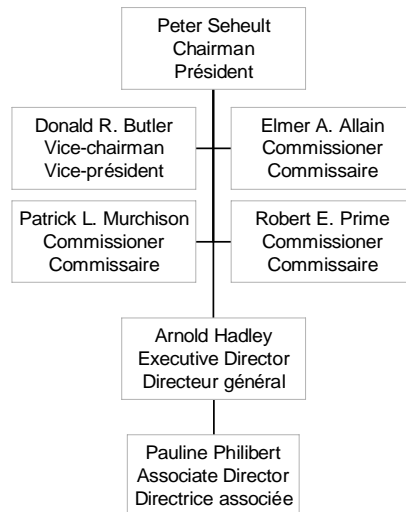 Peter Seheult
Chairman
Président
Donald R. Butler
Vice-chairman
Vice-président
Elmer A. Allain
Commissioner
Commissaire
Patrick L. Murchison
Commissioner
Commissaire
Robert E. Prime
Commissioner
Commissaire
Arnold Hadley
Executive Director
Directeur général
Pauline Philibert
Associate Director
Directrice associée